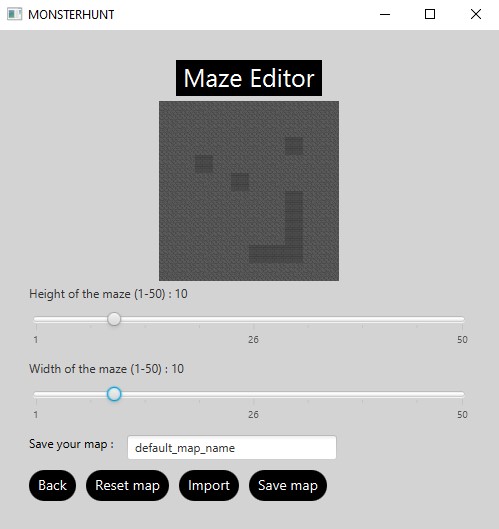 MONSTERHUNT
Maze Editor
Height of the maze (1-50) : 10
1 26 50
Width of the maze (1-50) : 10
1 26 50
Save your map : default_map_name
Back Reset map Import Save map